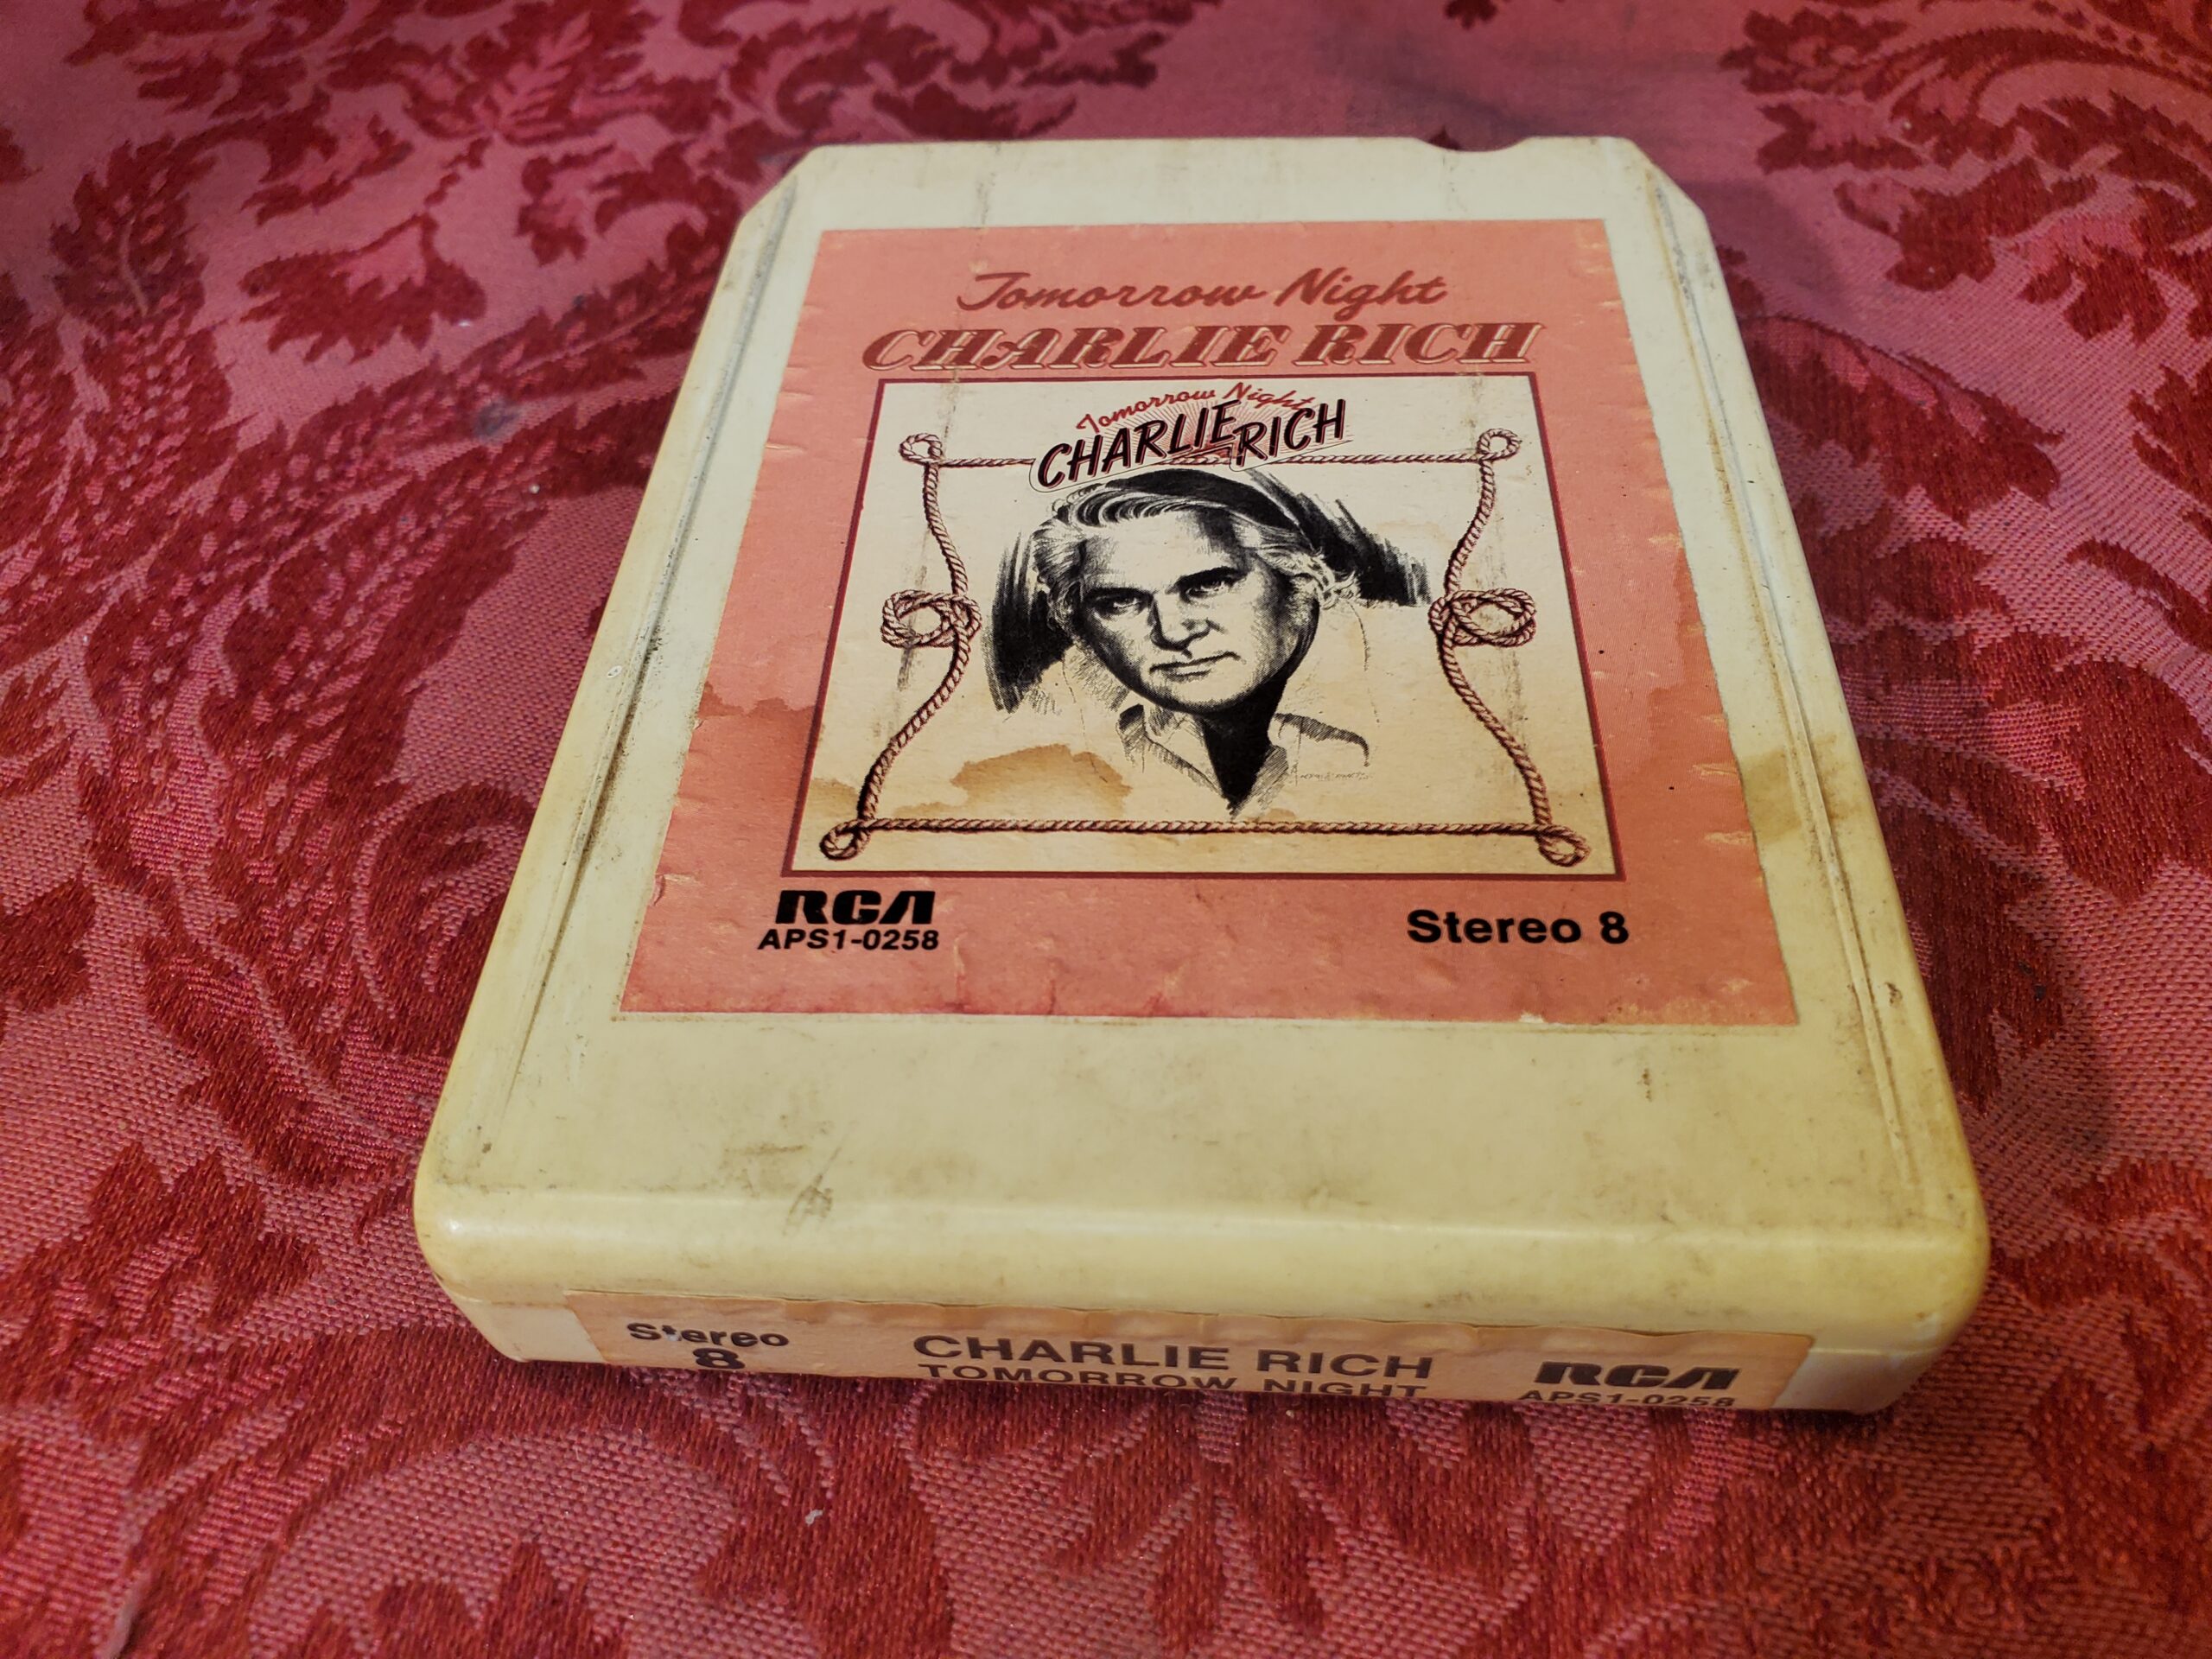 Tomorrow Night
CHARLIE RICH
Tomorrow Night
CHARLIE RICH
RCA
APS1-0258
Stereo 8
Stereo
8
CHARLIE RICH
TOMORROW NIGHT
RCA
APS1-0258